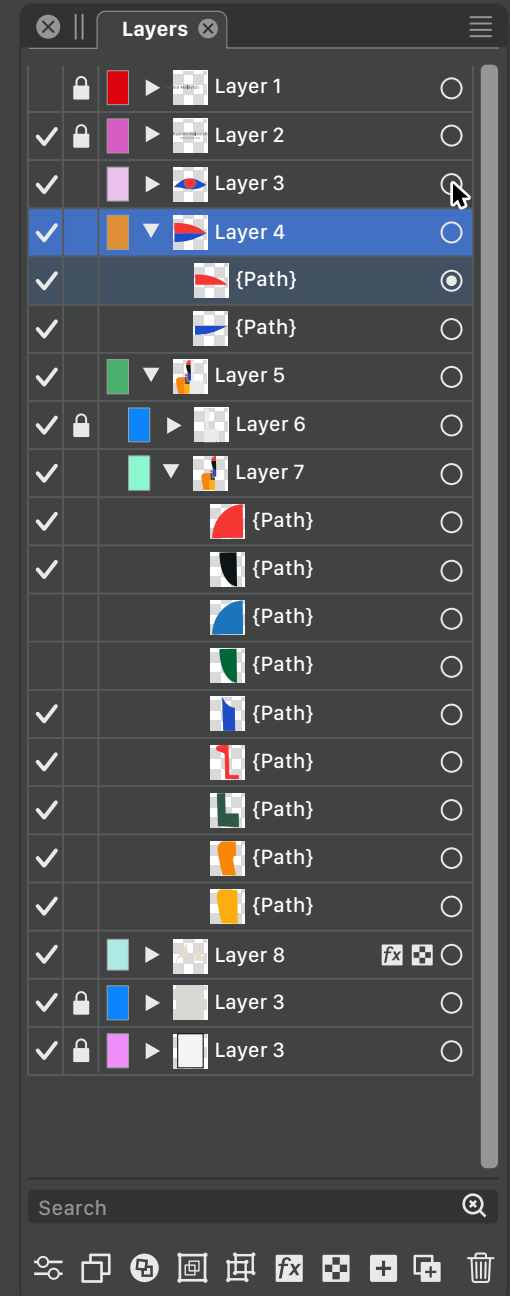 Layers
Layer 1
Layer 2
Layer 3
Layer 4
{Path}
{Path}
Layer 5
Layer 6
Layer 7
{Path}
{Path}
{Path}
{Path}
{Path}
{Path}
{Path}
{Path}
{Path}
Layer 8 fx
Layer 3
Layer 3
Search
fx